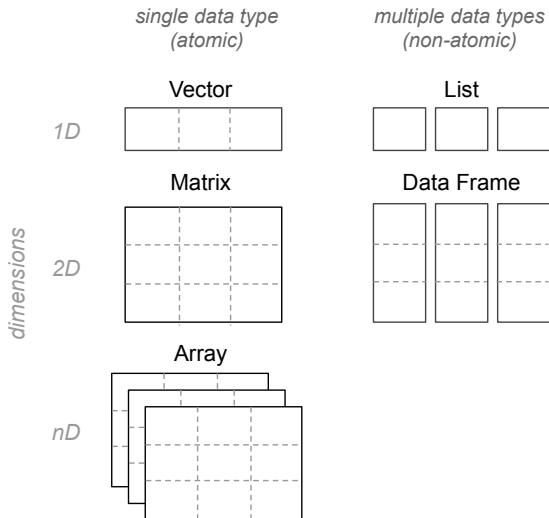 single data type
(atomic)
multiple data types
(non-atomic)
Vector
List
1D
Matrix
Data Frame
dimensions
2D
Array
nD